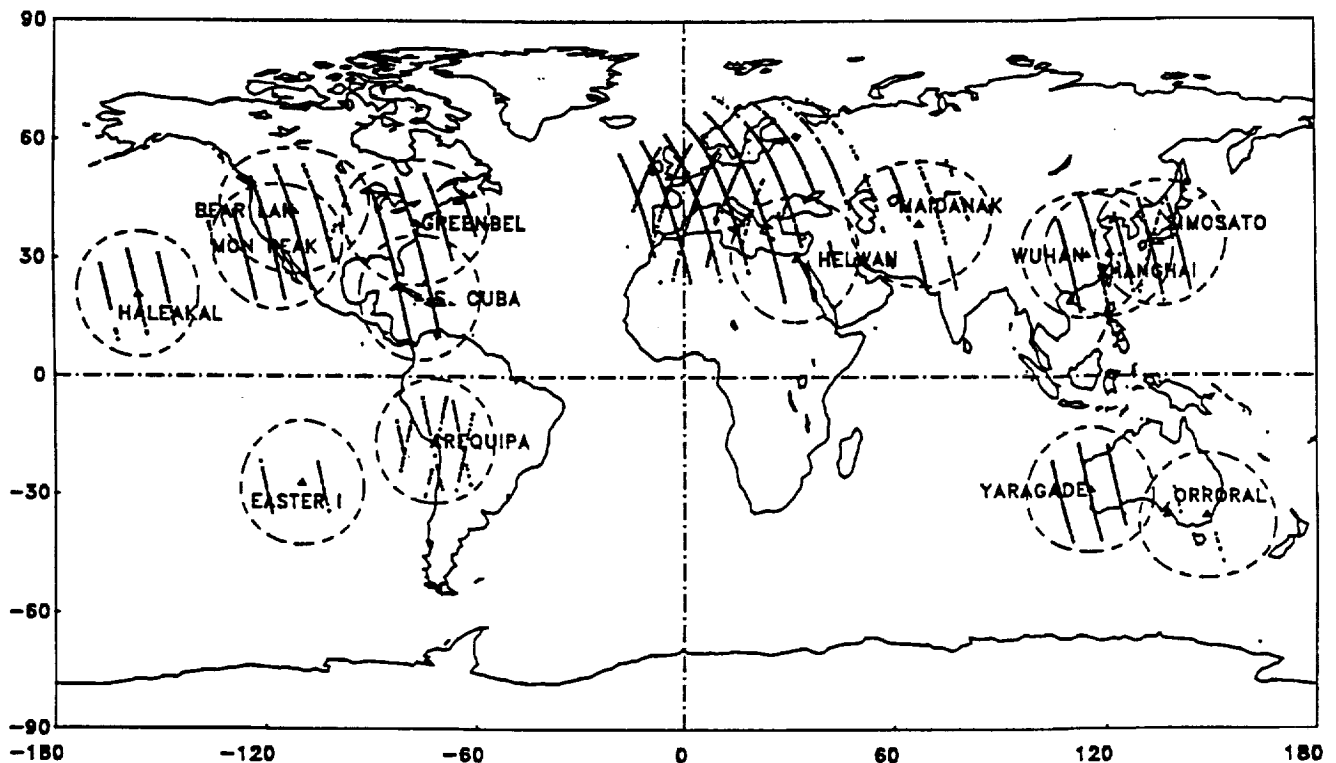 90
60
BEAR LAK
GREENBEL
MAIDANAK
SIMOSATO
MON PEAK
30
HELWAN
WUHAN
SHANGHAI
S. CUBA
HALEAKAL
0
AREQUIPA
-30
EASTER I
YARAGADE
ORRORAL
-60
-90
-180 -120 -60 0 60 120 180